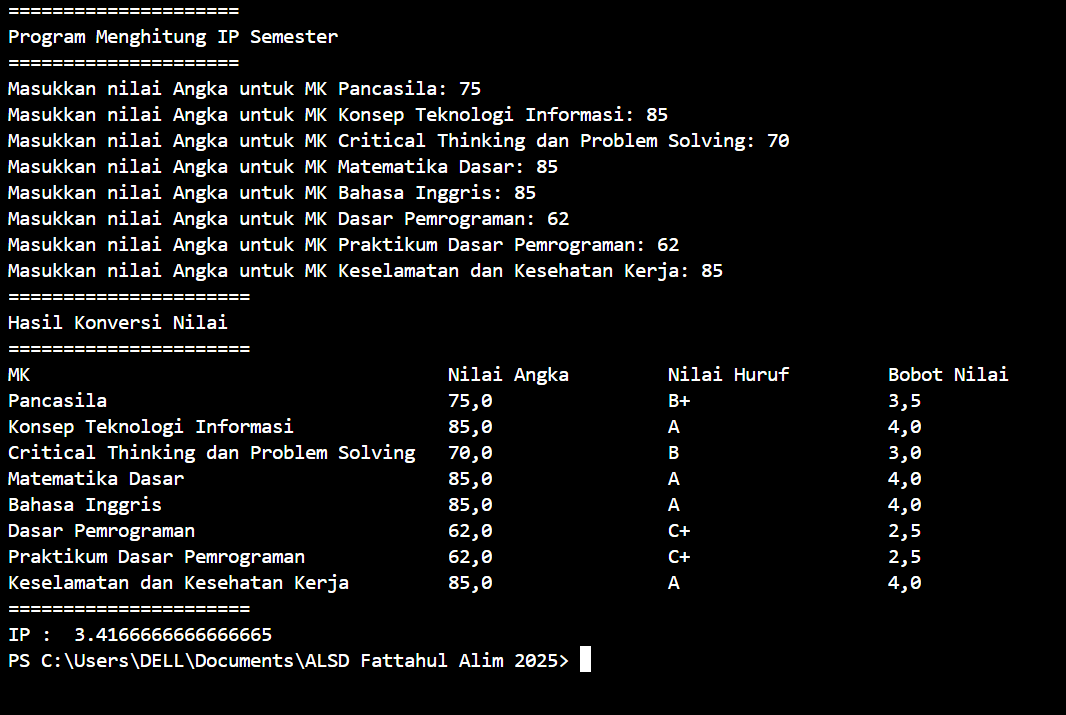 =====================
Program Menghitung IP Semester
=====================
Masukkan nilai Angka untuk MK Pancasila: 75
Masukkan nilai Angka untuk MK Konsep Teknologi Informasi: 85
Masukkan nilai Angka untuk MK Critical Thinking dan Problem Solving: 70
Masukkan nilai Angka untuk MK Matematika Dasar: 85
Masukkan nilai Angka untuk MK Bahasa Inggris: 85
Masukkan nilai Angka untuk MK Dasar Pemrograman: 62
Masukkan nilai Angka untuk MK Praktikum Dasar Pemrograman: 62
Masukkan nilai Angka untuk MK Keselamatan dan Kesehatan Kerja: 85
======================
Hasil Konversi Nilai
======================
MK                                      Nilai Angka         Nilai Huruf         Bobot Nilai
Pancasila                               75,0                B+                  3,5
Konsep Teknologi Informasi              85,0                A                   4,0
Critical Thinking dan Problem Solving   70,0                B                   3,0
Matematika Dasar                        85,0                A                   4,0
Bahasa Inggris                          85,0                A                   4,0
Dasar Pemrograman                       62,0                C+                  2,5
Praktikum Dasar Pemrograman             62,0                C+                  2,5
Keselamatan dan Kesehatan Kerja         85,0                A                   4,0
======================
IP :  3.4166666666666665
PS C:\Users\DELL\Documents\ALSD Fattahul Alim 2025>